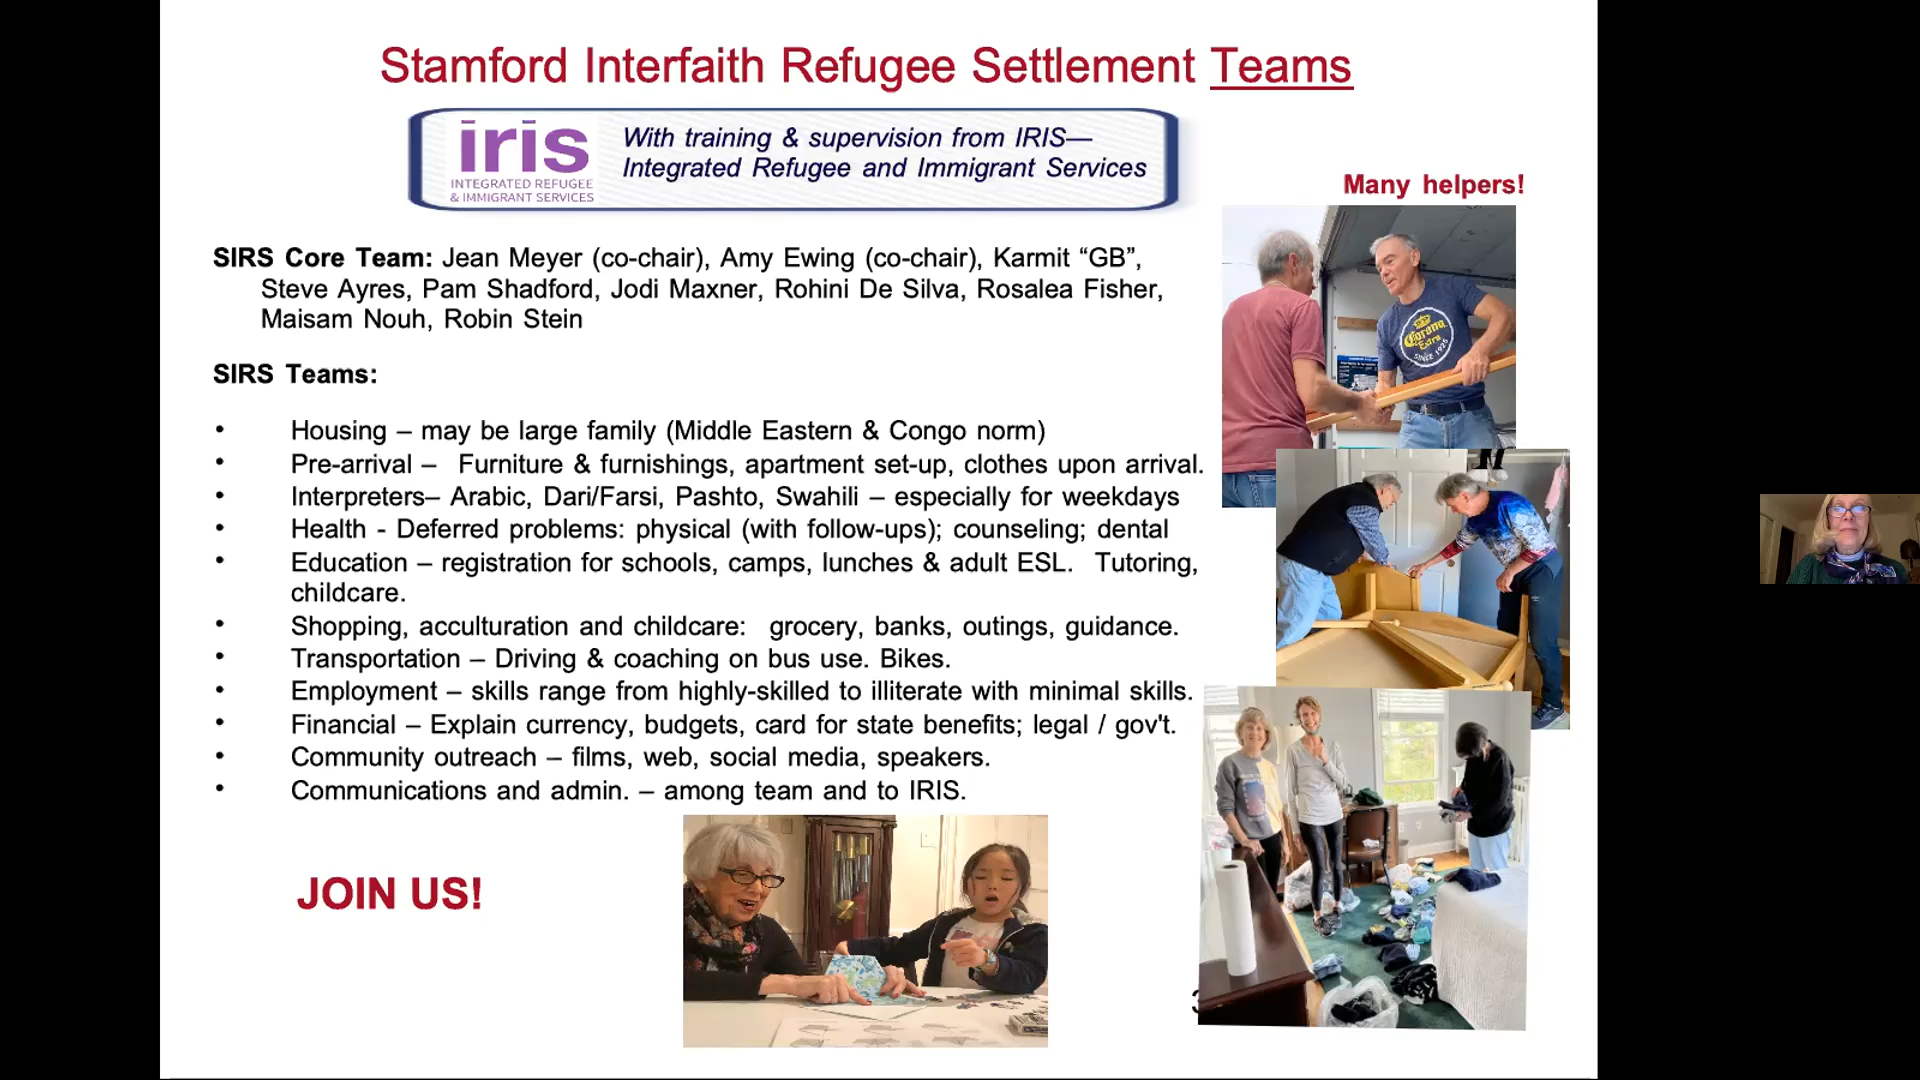 Stamford Interfaith Refugee Settlement Teams
iris
INTEGRATED REFUGEE
& IMMIGRANT SERVICES
With training & supervision from IRIS—
Integrated Refugee and Immigrant Services
Many helpers!
SIRS Core Team: Jean Meyer (co-chair), Amy Ewing (co-chair), Karmit “GB”,
Steve Ayres, Pam Shadford, Jodi Maxner, Rohini De Silva, Rosalea Fisher,
Maisam Nouh, Robin Stein
Corona
Extra
SINCE 1925
SIRS Teams:
• Housing – may be large family (Middle Eastern & Congo norm)
• Pre-arrival – Furniture & furnishings, apartment set-up, clothes upon arrival.
• Interpreters– Arabic, Dari/Farsi, Pashto, Swahili – especially for weekdays
• Health - Deferred problems: physical (with follow-ups); counseling; dental
• Education – registration for schools, camps, lunches & adult ESL. Tutoring,
childcare.
• Shopping, acculturation and childcare: grocery, banks, outings, guidance.
• Transportation – Driving & coaching on bus use. Bikes.
• Employment – skills range from highly-skilled to illiterate with minimal skills.
• Financial – Explain currency, budgets, card for state benefits; legal / gov't.
• Community outreach – films, web, social media, speakers.
• Communications and admin. – among team and to IRIS.
JOIN US!